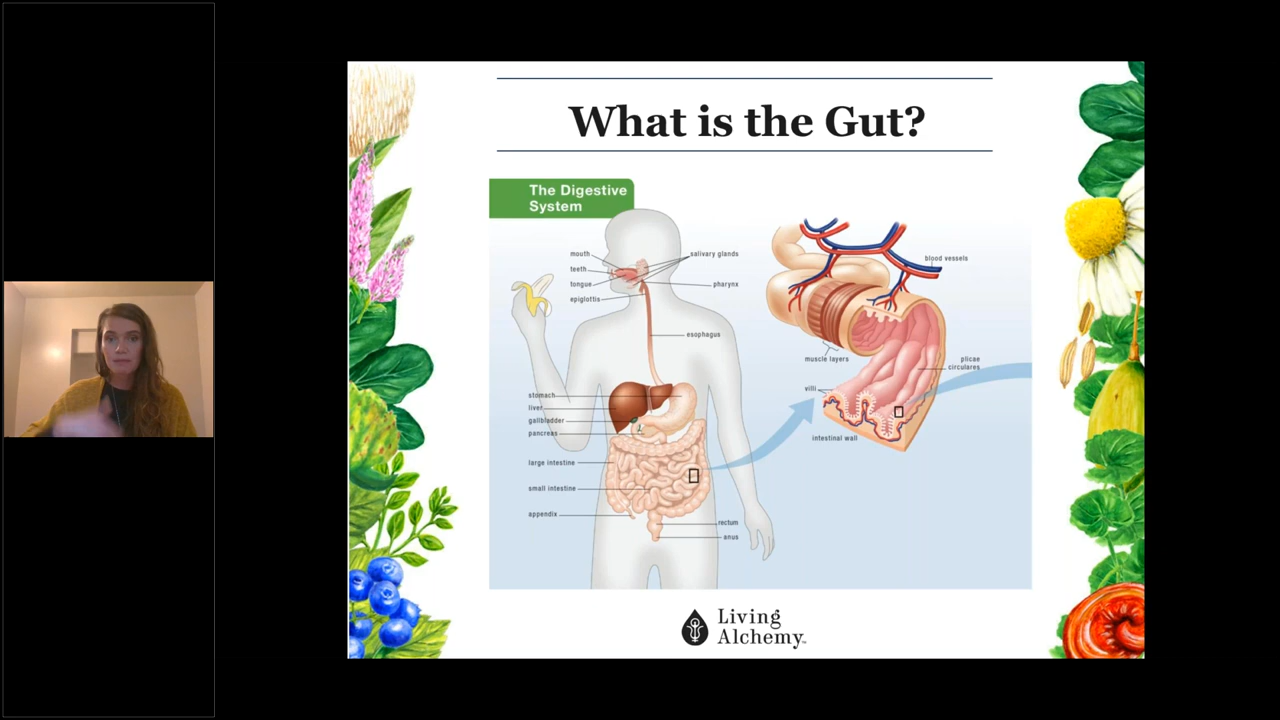 What is the Gut?
The Digestive
System
mouth
teeth
tongue
epiglottis
salivary glands
pharynx
esophagus
stomach
liver
gallbladder
pancreas
large intestine
small intestine
appendix
rectum
anus
blood vessels
muscle layers
plicae
circulares
villi
intestinal wall
Living
Alchemy™